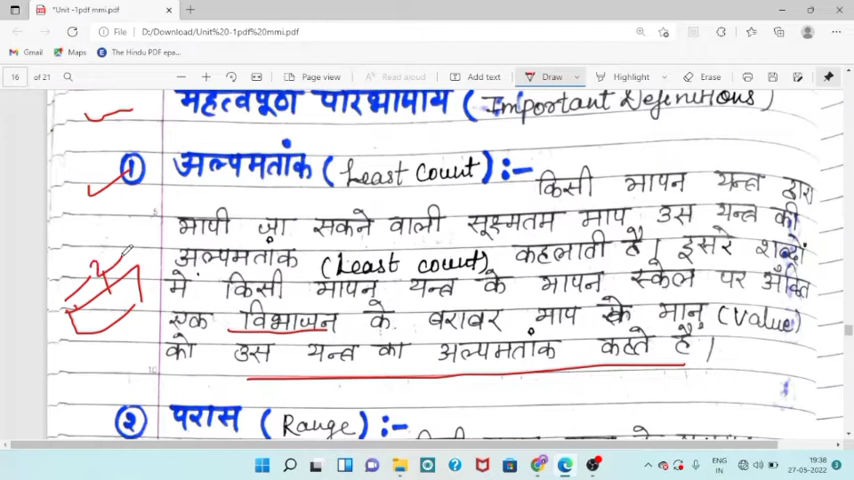 "Unit -1pdf mmi.pdf
File D:/Download/Unit%20-1pdf%20mmi.pdf
Gmail Maps The Hindu PDF epa...
16 of 21 Page view Read aloud Add text Draw Highlight Erase
महत्वपूर्ण परिभाषायें (Important Definitions)
① अल्पमतांक (Least count) :-
किसी मापन यन्त्र द्वारा
मापी जा सकने वाली सूक्ष्मतम माप उस यन्त्र की
अल्पमतांक (Least count) कहलाती है। दूसरे शब्दों
में किसी मापन यन्त्र के मापन स्केल पर अँकित
एक विभाजन के बराबर माप के मान (Value)
को उस यन्त्र का अल्पमतांक कहते है।
② परास (Range) :-
ENG
IN
19:38
27-05-2022